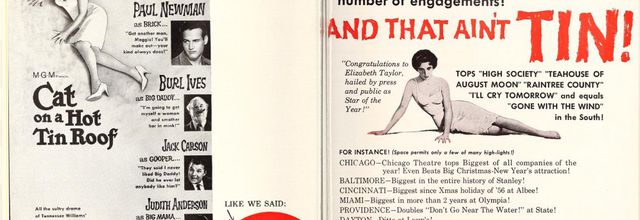 PAUL NEWMAN
as BRICK...
"Get another man,
Maggie! You'll
make out—your
kind always does!"
M-G-M presents
BURL IVES
as BIG DADDY...
"I'm going to get
myself a woman
and smother
her in mink!"
Cat
on a Hot
Tin Roof
JACK CARSON
as GOOPER....
"They said I never
liked Big Daddy!
Did he ever let
anybody like him?"
JUDITH ANDERSON
as BIG MAMA...
All the sultry drama
of Tennessee Williams'
LIKE WE SAID:
number of engagements!
AND THAT AIN'T TIN!
"Congratulations to
Elizabeth Taylor,
hailed by press
and public as
Star of the
Year!"
TOPS "HIGH SOCIETY" "TEAHOUSE OF
AUGUST MOON" "RAINTREE COUNTY"
"I'LL CRY TOMORROW" and equals
"GONE WITH THE WIND"
in the South!
FOR INSTANCE! (Space permits only a few of many high-lights!)
CHICAGO—Chicago Theatre tops Biggest of all companies of the
year! Even Beats Big Christmas-New Year's attraction!
BALTIMORE—Biggest in the entire history of Stanley!
CINCINNATI—Biggest since Xmas holiday of '56 at Albee!
MIAMI—Biggest in more than 2 years at Olympia!
PROVIDENCE—Doubles "Don't Go Near The Water!" at State!
DAYTON—Ditto at Loew's!